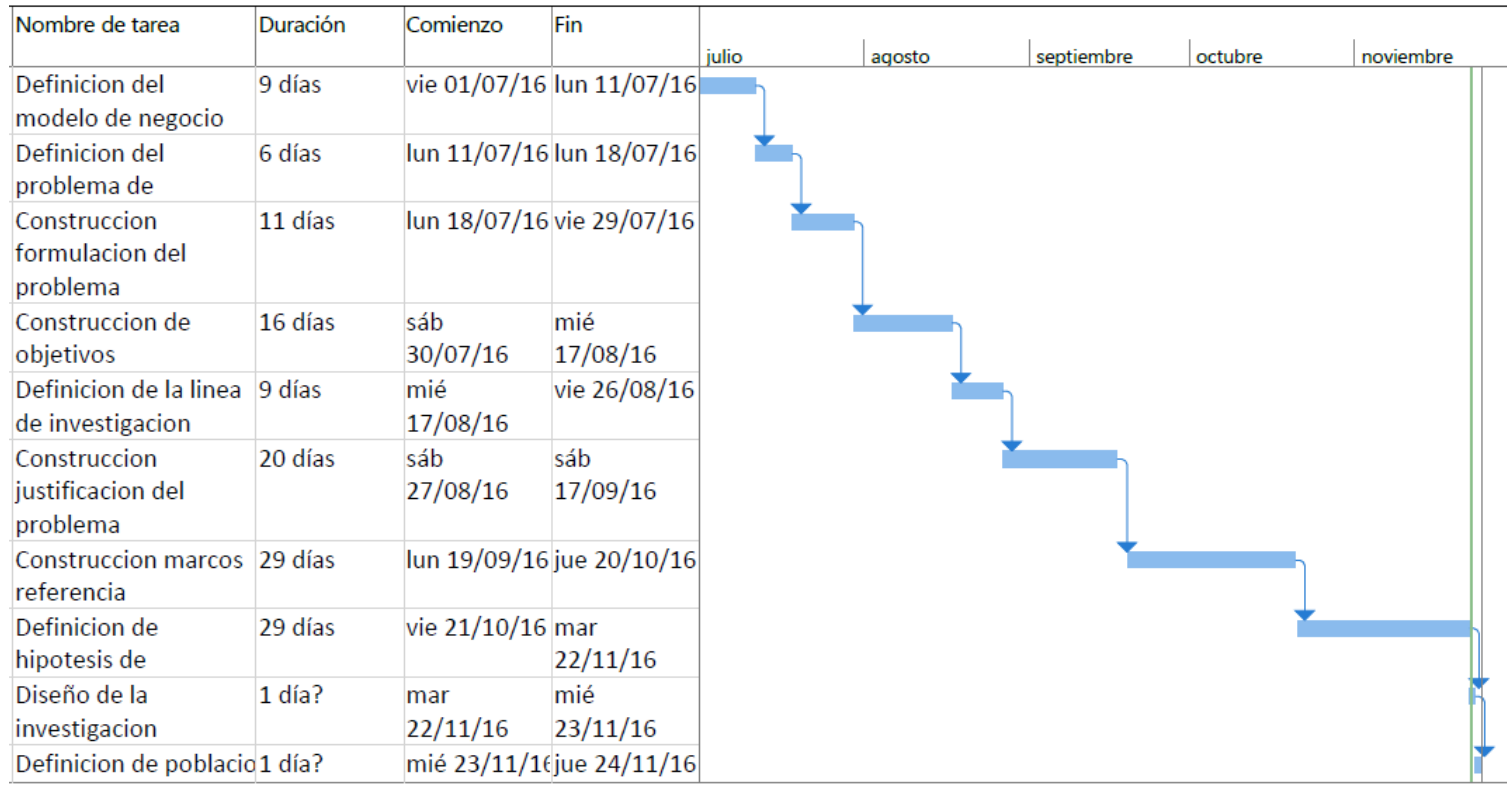 Nombre de tarea Duración Comienzo Fin
julio agosto septiembre octubre noviembre
Definicion del 9 días vie 01/07/16 lun 11/07/16
modelo de negocio
Definicion del 6 días lun 11/07/16 lun 18/07/16
problema de
Construccion 11 días lun 18/07/16 vie 29/07/16
formulacion del
problema
Construccion de 16 días sáb mié
objetivos 30/07/16 17/08/16
Definicion de la linea 9 días mié vie 26/08/16
de investigacion 17/08/16
Construccion 20 días sáb sáb
justificacion del 27/08/16 17/09/16
problema
Construccion marcos 29 días lun 19/09/16 jue 20/10/16
referencia
Definicion de 29 días vie 21/10/16 mar
hipotesis de 22/11/16
Diseño de la 1 día? mar mié
investigacion 22/11/16 23/11/16
Definicion de poblacio 1 día? mié 23/11/16 jue 24/11/16